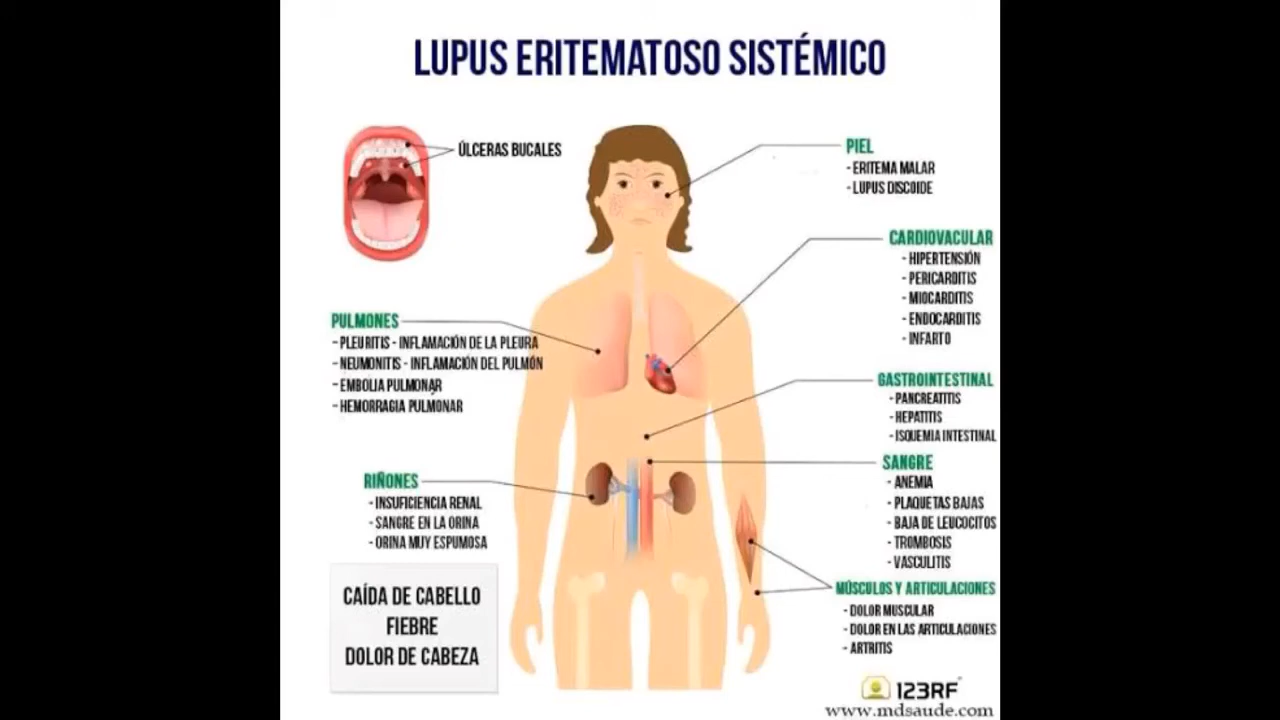 LUPUS ERITEMATOSO SISTÉMICO
ÚLCERAS BUCALES
PIEL
- ERITEMA MALAR
- LUPUS DISCOIDE
CARDIOVACULAR
- HIPERTENSIÓN
- PERICARDITIS
- MIOCARDITIS
- ENDOCARDITIS
- INFARTO
PULMONES
- PLEURITIS - INFLAMACIÓN DE LA PLEURA
- NEUMONITIS - INFLAMACIÓN DEL PULMÓN
- EMBOLIA PULMONAR
- HEMORRAGIA PULMONAR
GASTROINTESTINAL
- PANCREATITIS
- HEPATITIS
- ISQUEMIA INTESTINAL
SANGRE
- ANEMIA
- PLAQUETAS BAJAS
- BAJA DE LEUCOCITOS
- TROMBOSIS
- VASCULITIS
RIÑONES
- INSUFICIENCIA RENAL
- SANGRE EN LA ORINA
- ORINA MUY ESPUMOSA
MÚSCULOS Y ARTICULACIONES
- DOLOR MUSCULAR
- DOLOR EN LAS ARTICULACIONES
- ARTRITIS
CAÍDA DE CABELLO
FIEBRE
DOLOR DE CABEZA
123RF
www.mdsaude.com